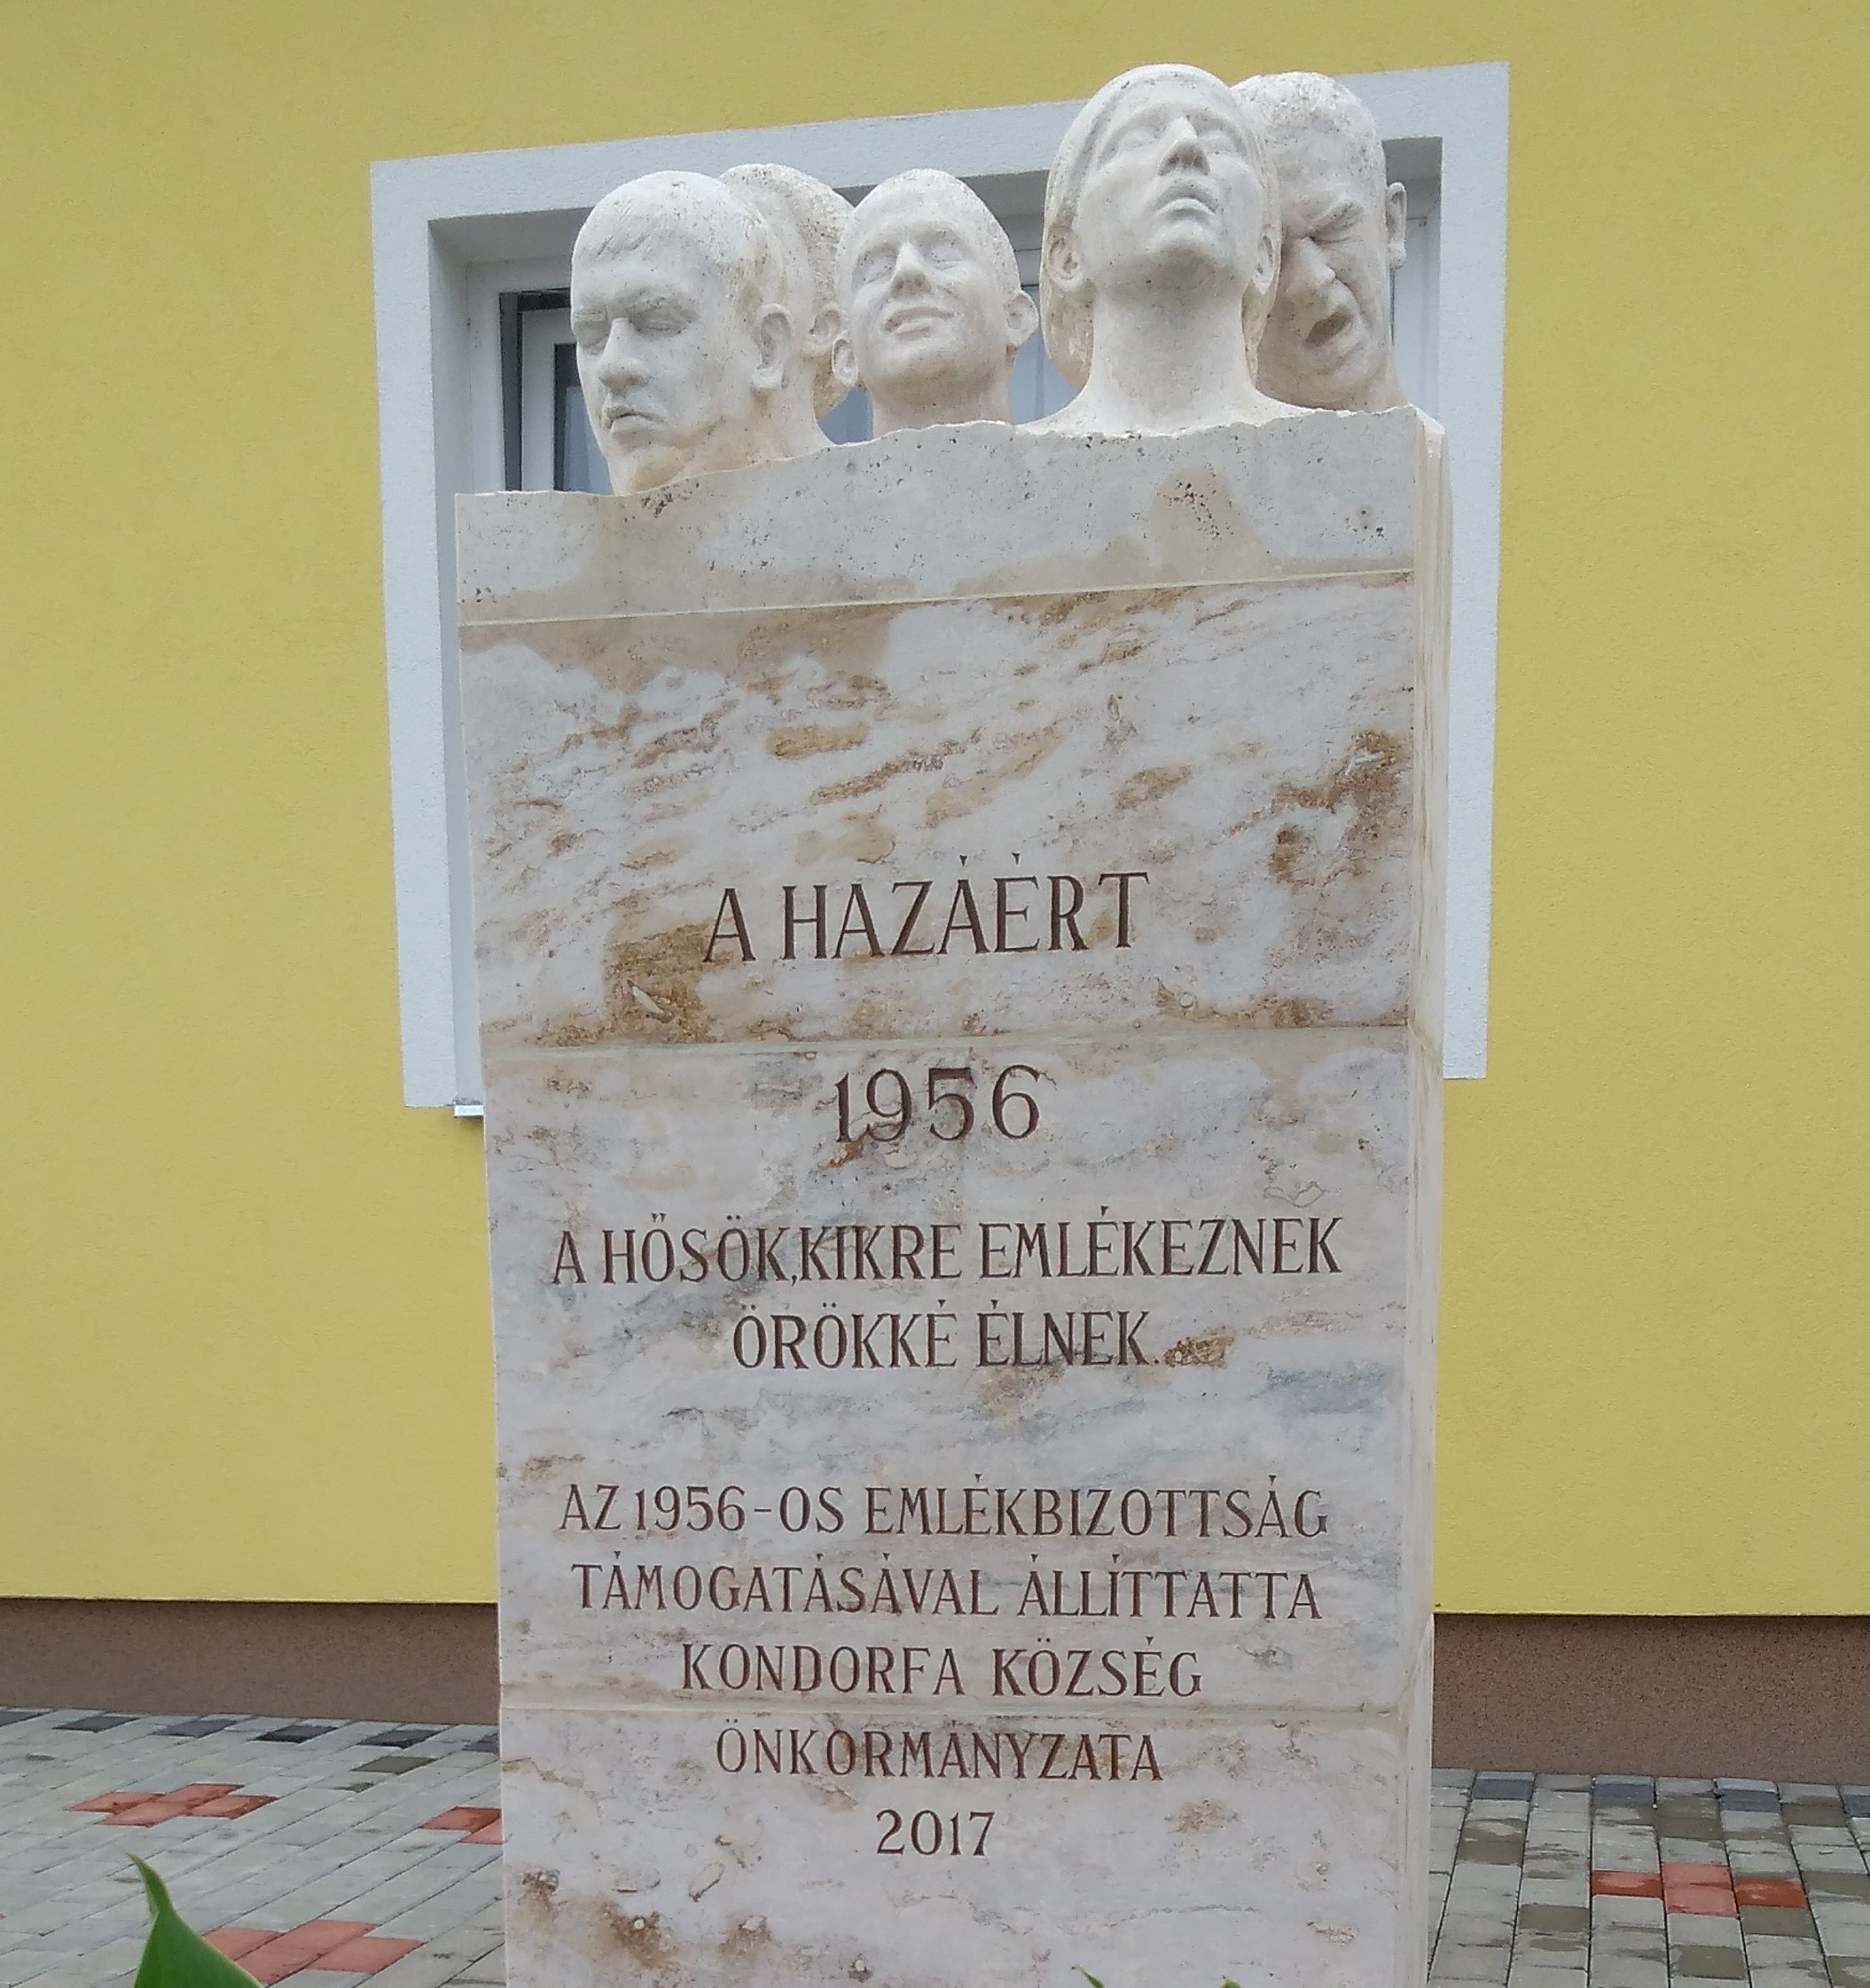 A HAZÁÉRT
1956
A HŐSÖK,KIKRE EMLÉKEZNEK
ÖRÖKKÉ ÉLNEK.
AZ 1956-OS EMLÉKBIZOTTSÁG
TÁMOGATÁSÁVAL ÁLLÍTTATTA
KONDORFA KÖZSÉG
ÖNKORMÁNYZATA
2017